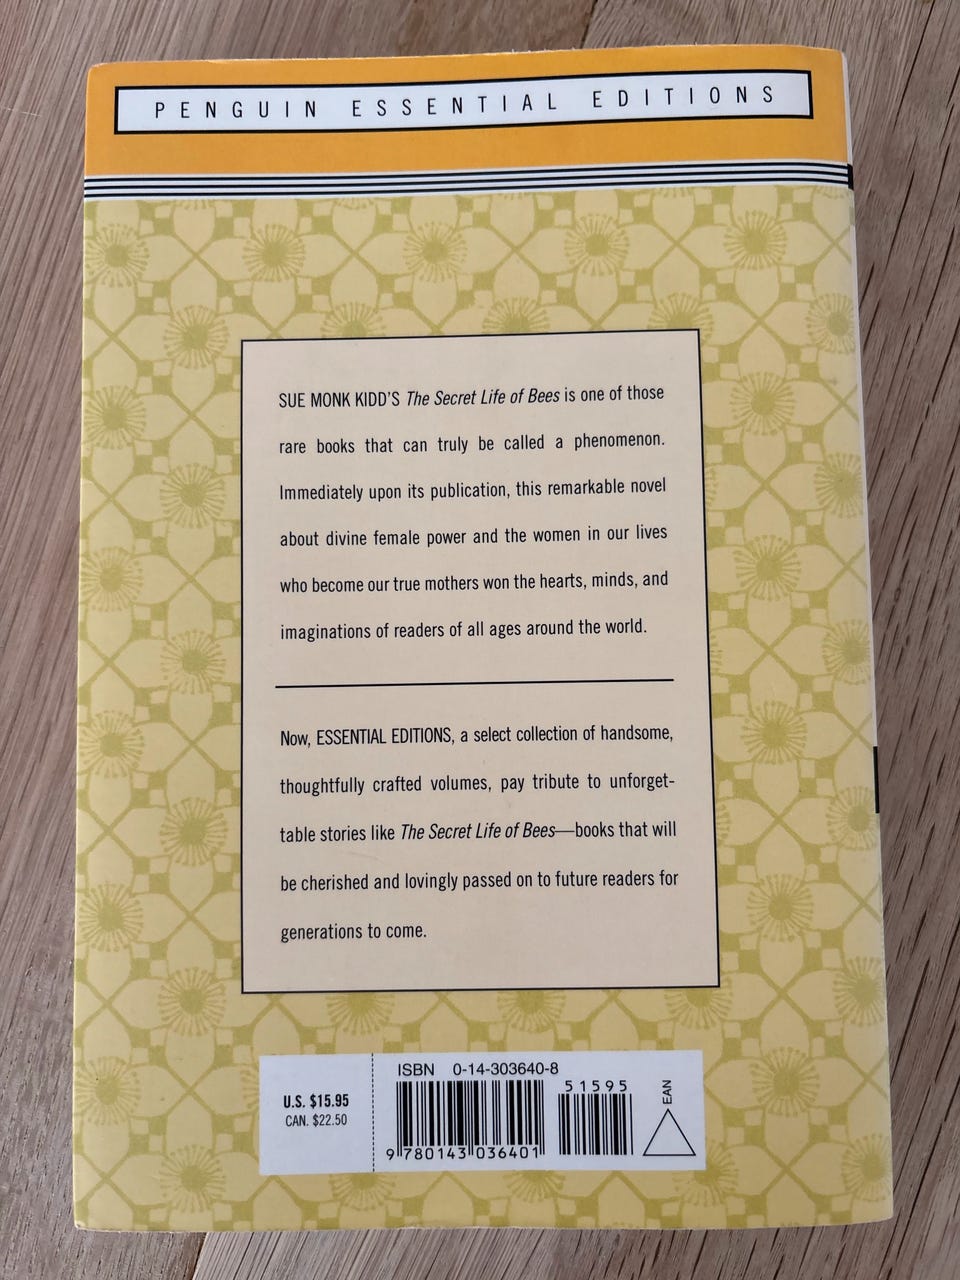 PENGUIN ESSENTIAL EDITIONS
SUE MONK KIDD'S The Secret Life of Bees is one of those
rare books that can truly be called a phenomenon.
Immediately upon its publication, this remarkable novel
about divine female power and the women in our lives
who become our true mothers won the hearts, minds, and
imaginations of readers of all ages around the world.
Now, ESSENTIAL EDITIONS, a select collection of handsome,
thoughtfully crafted volumes, pay tribute to unforget-
table stories like The Secret Life of Bees—books that will
be cherished and lovingly passed on to future readers for
generations to come.
U.S. $15.95
CAN. $22.50
ISBN 0-14-303640-8
51595
EAN
9 780143 036401